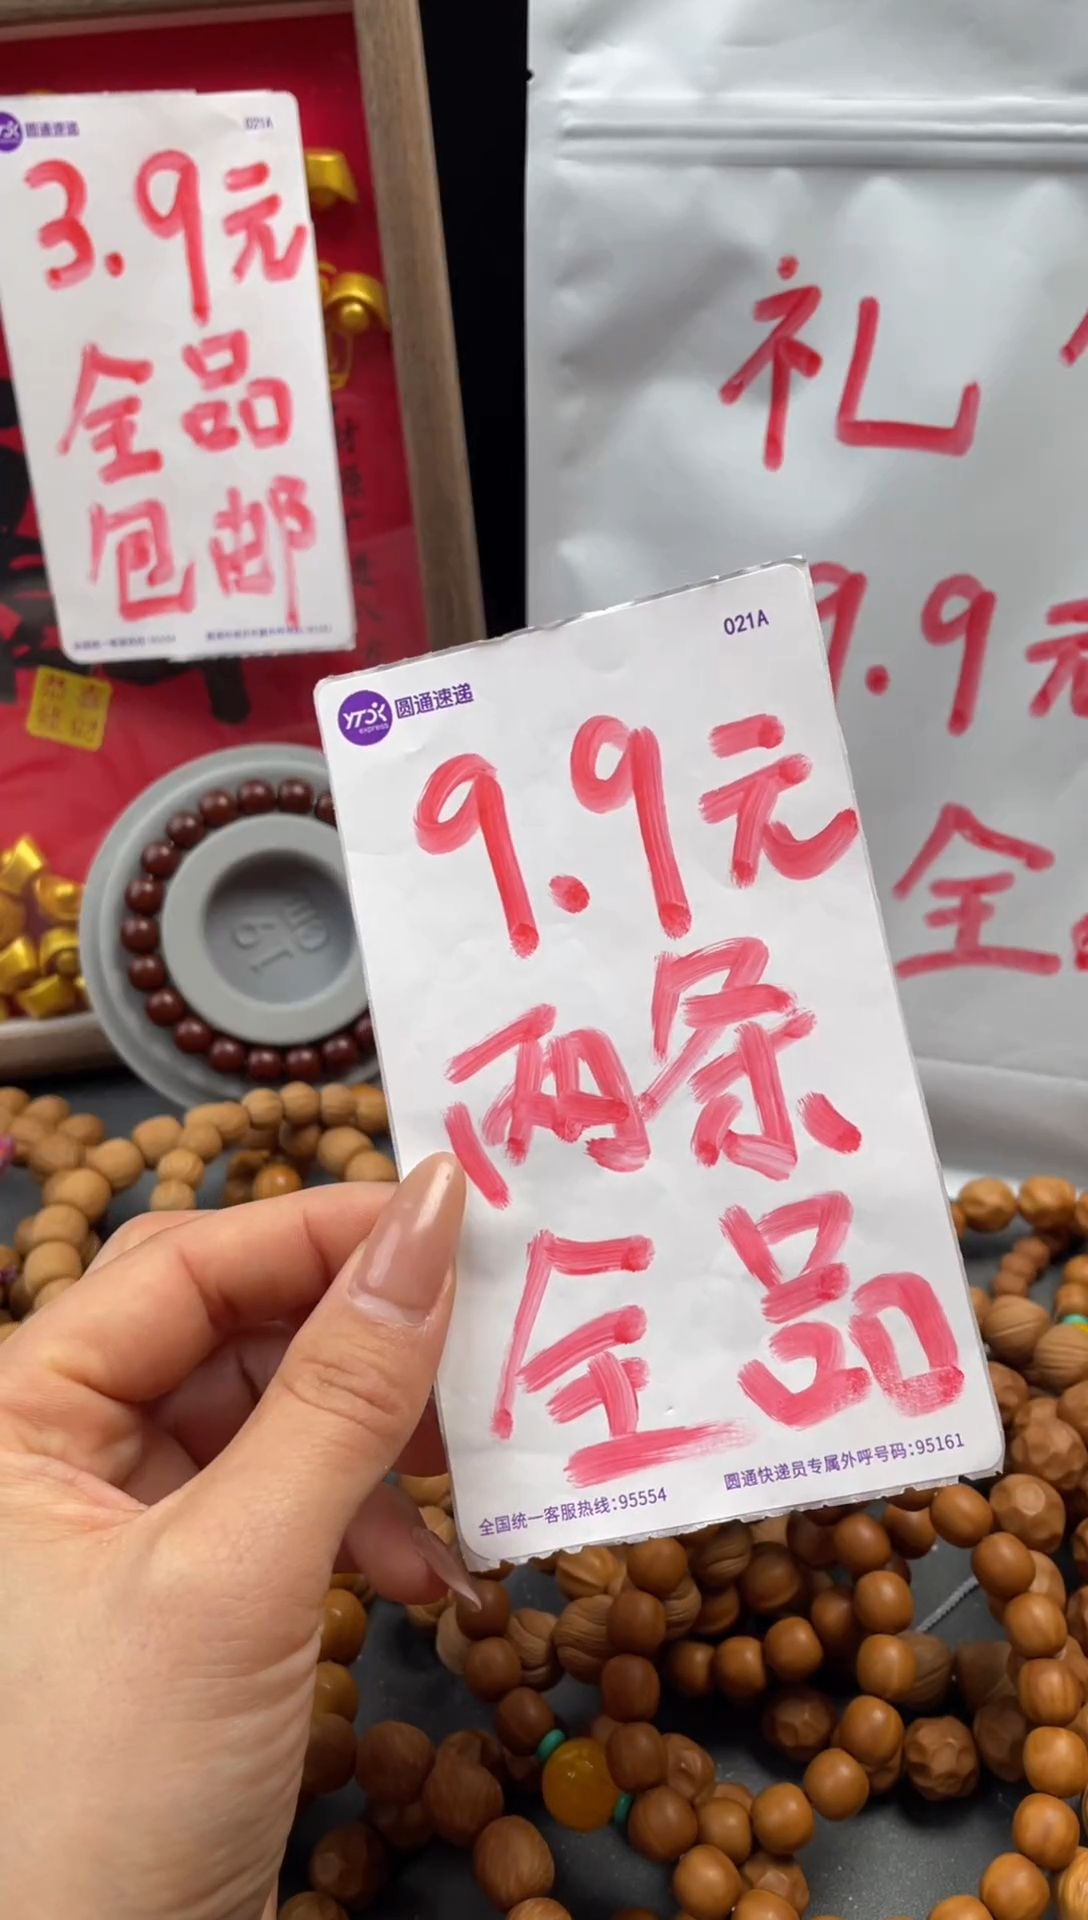 圆通速递
021A
3.9元
全品
包邮
礼
9.9元
全
YTO express
圆通速递
021A
9.9元
两条
全品
全国统一客服热线:95554
圆通快递员专属外呼号码:95161